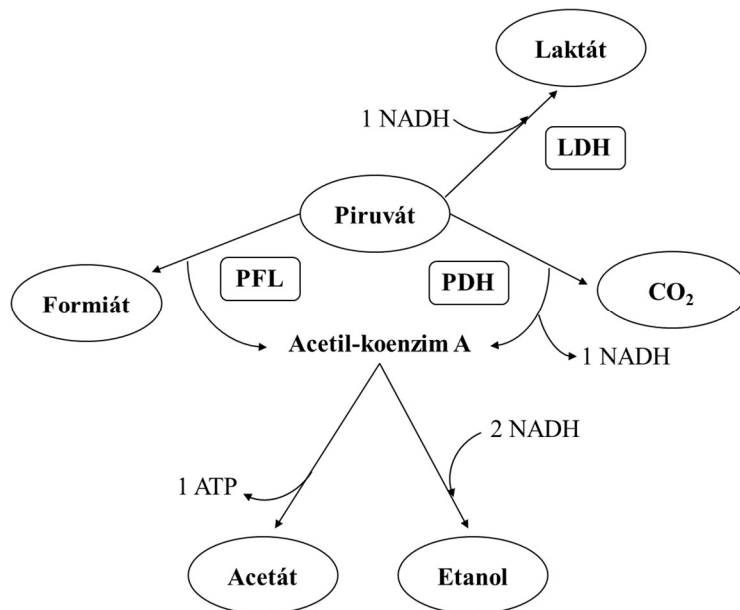 Laktát
1 NADH
LDH
Piruvát
PFL
PDH
Formiát
CO₂
Acetil-koenzim A
1 NADH
2 NADH
1 ATP
Acetát
Etanol